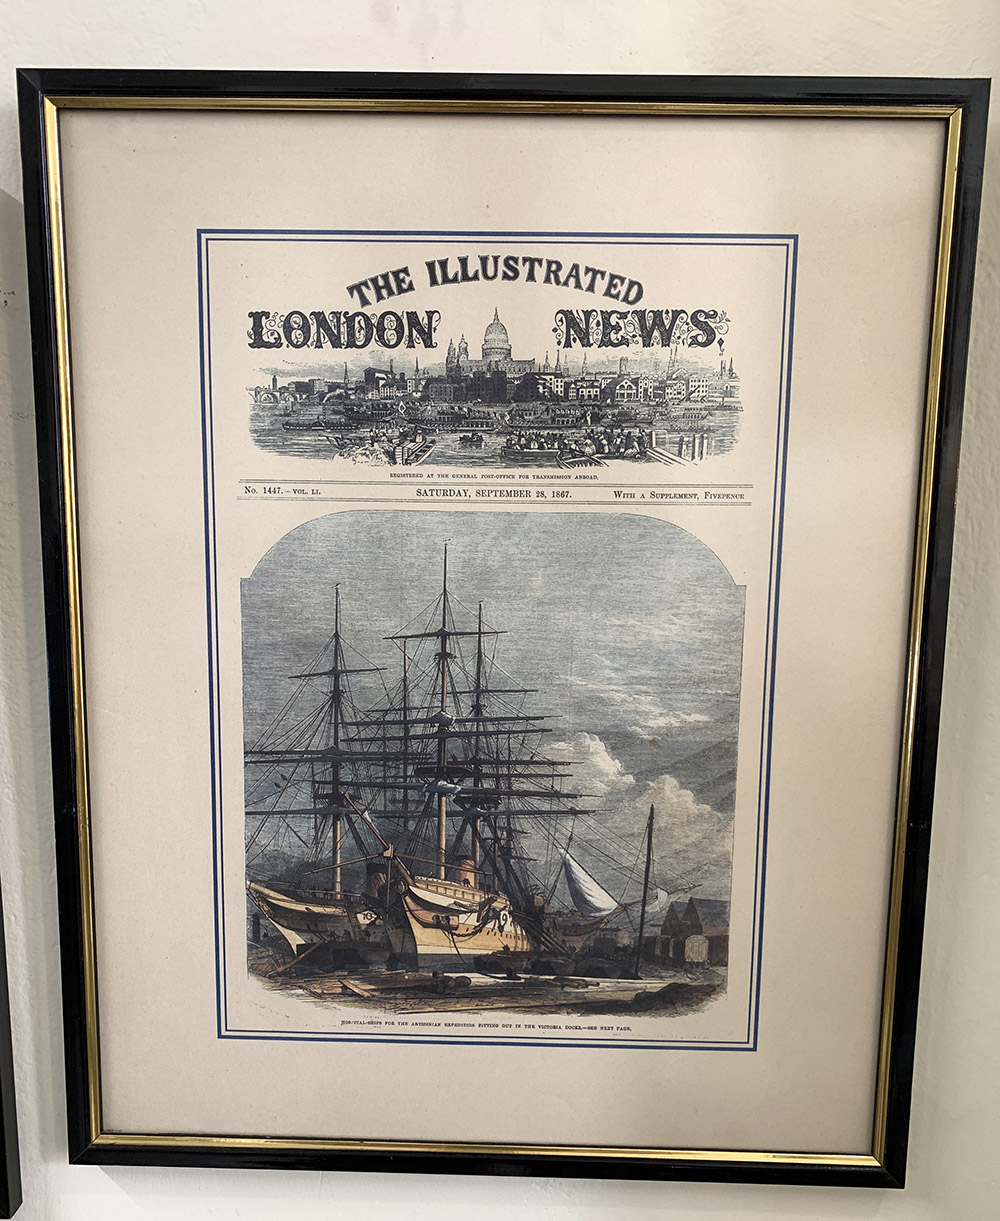 THE ILLUSTRATED
LONDON NEWS.
REGISTERED AT THE GENERAL POST-OFFICE FOR TRANSMISSION ABROAD.
No. 1447.—VOL. LI. SATURDAY, SEPTEMBER 28, 1867. WITH A SUPPLEMENT, FIVEPENCE
HOSPITAL-SHIPS FOR THE ABYSSINIAN EXPEDITION FITTING OUT IN THE VICTORIA DOCKS.—SEE NEXT PAGE.